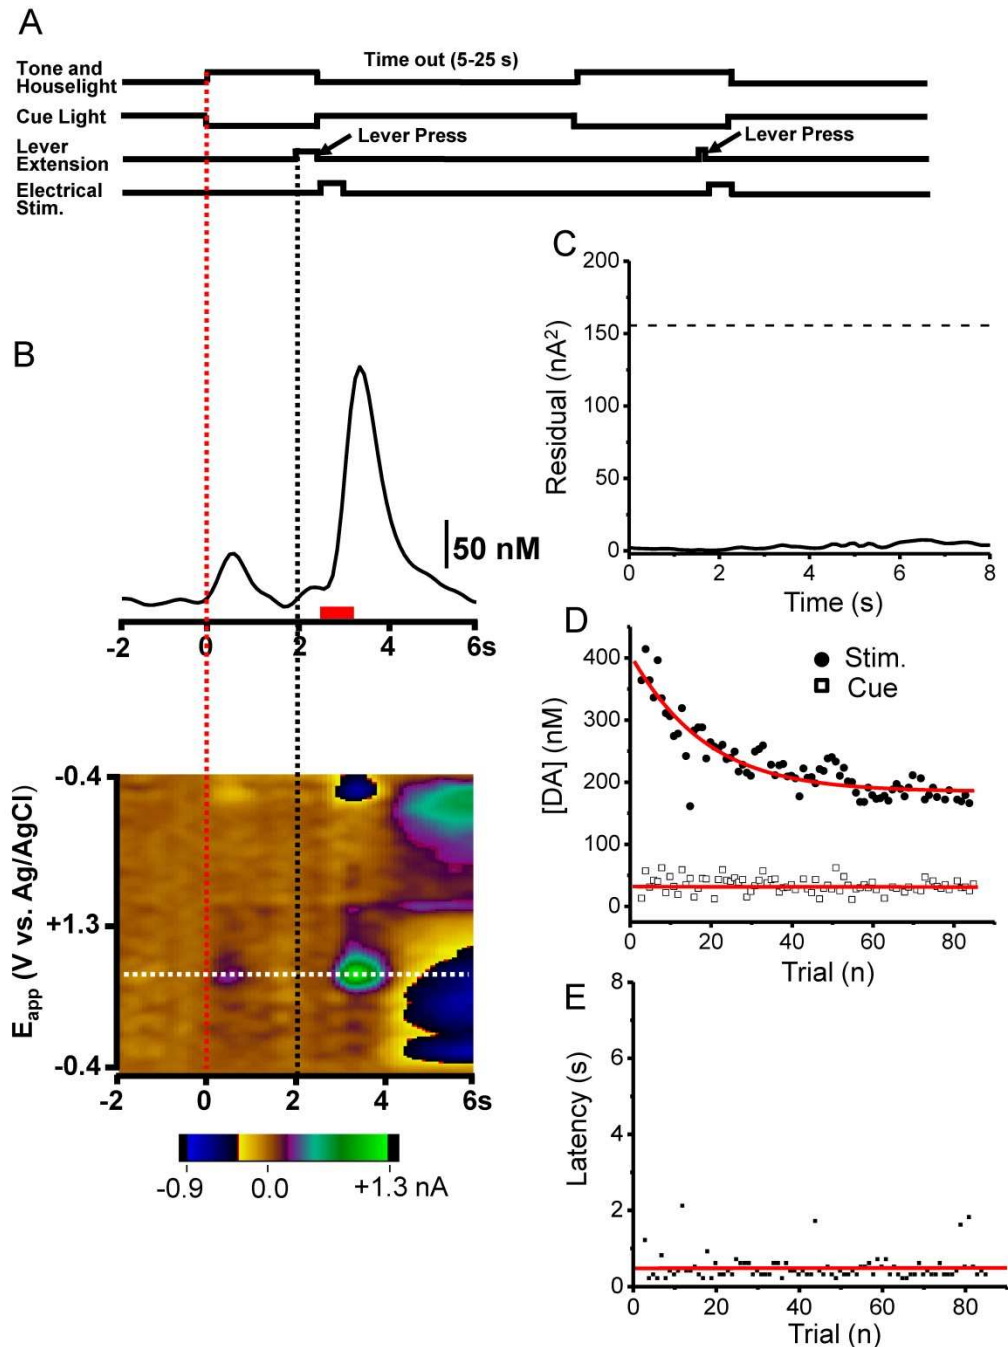 A
Tone and
Houselight
Time out (5-25 s)
Cue Light
Lever
Extension
Lever Press
Lever Press
Electrical
Stim.
B
50 nM
-2 0 2 4 6s
-0.4
+1.3
-0.4
E_app (V vs. Ag/AgCl)
-2 0 2 4 6s
-0.9 0.0 +1.3 nA
C
Residual (nA²)
200
150
100
50
0
0 2 4 6 8
Time (s)
D
[DA] (nM)
Stim.
Cue
400
300
200
100
0
0 20 40 60 80
Trial (n)
E
Latency (s)
8
6
4
2
0
0 20 40 60 80
Trial (n)